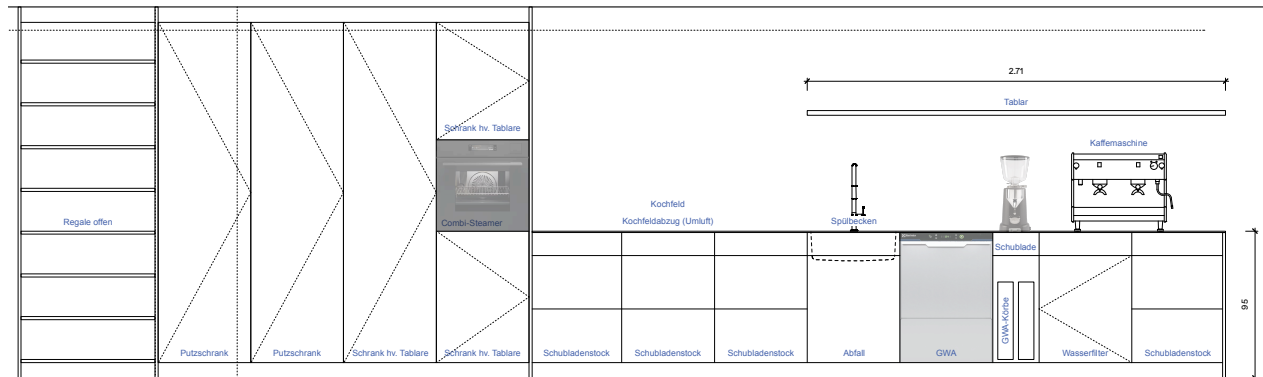 2.71
Tablar
Schrank hv. Tablare
Kaffemaschine
Kochfeld
Regale offen
Combi-Steamer
Kochfeldabzug (Umluft)
Spülbecken
Schublade
GWA-Körbe
95
Putzschrank
Putzschrank
Schrank hv. Tablare
Schrank hv. Tablare
Schubladenstock
Schubladenstock
Schubladenstock
Abfall
GWA
Wasserfilter
Schubladenstock